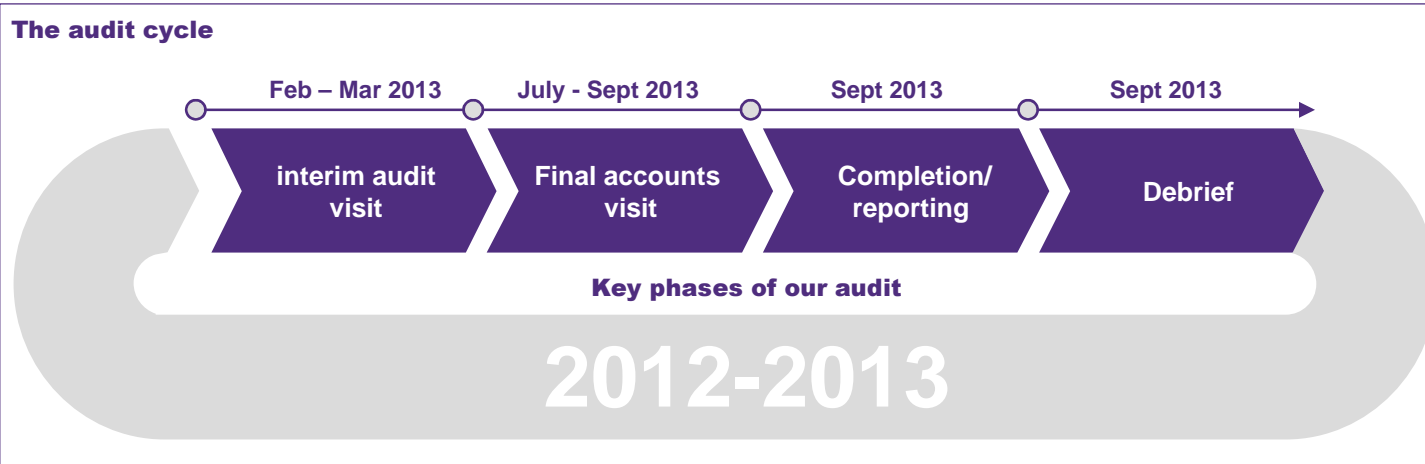 The audit cycle
Feb – Mar 2013
July - Sept 2013
Sept 2013
Sept 2013
interim audit
visit
Final accounts
visit
Completion/
reporting
Debrief
Key phases of our audit
2012-2013